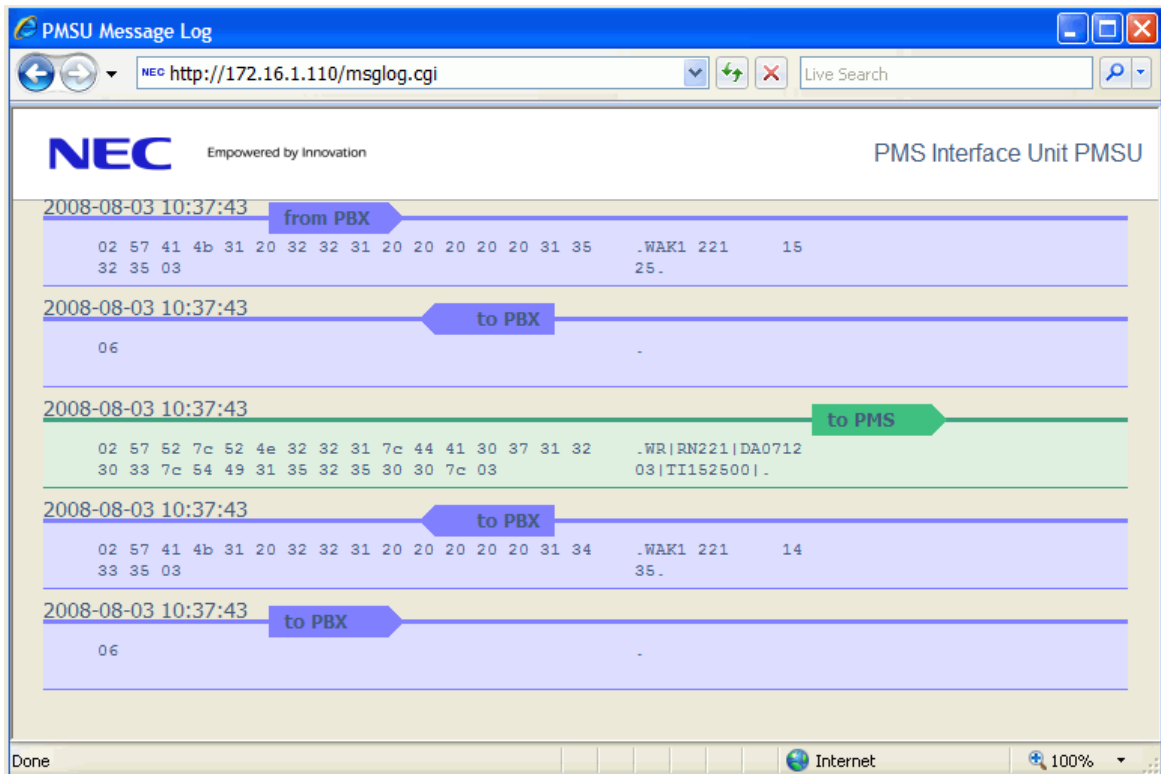 PMSU Message Log
NEC http://172.16.1.110/msglog.cgi Live Search
NEC Empowered by Innovation PMS Interface Unit PMSU
2008-08-03 10:37:43 from PBX
02 57 41 4b 31 20 32 32 31 20 20 20 20 20 31 35 .WAK1 221     15
32 35 03 25.
2008-08-03 10:37:43 to PBX
06 .
2008-08-03 10:37:43 to PMS
02 57 52 7c 52 4e 32 32 31 7c 44 41 30 37 31 32 .WR|RN221|DA0712
30 33 7c 54 49 31 35 32 35 30 30 7c 03 03|TI152500|.
2008-08-03 10:37:43 to PBX
02 57 41 4b 31 20 32 32 31 20 20 20 20 20 31 34 .WAK1 221     14
33 35 03 35.
2008-08-03 10:37:43 to PBX
06 .
Done Internet 100%